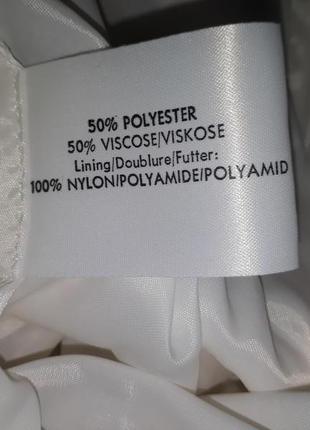 50% POLYESTER
50% VISCOSE/VISKOSE
Lining/Doublure/Futter:
100% NYLON/POLYAMIDE/POLYAMID